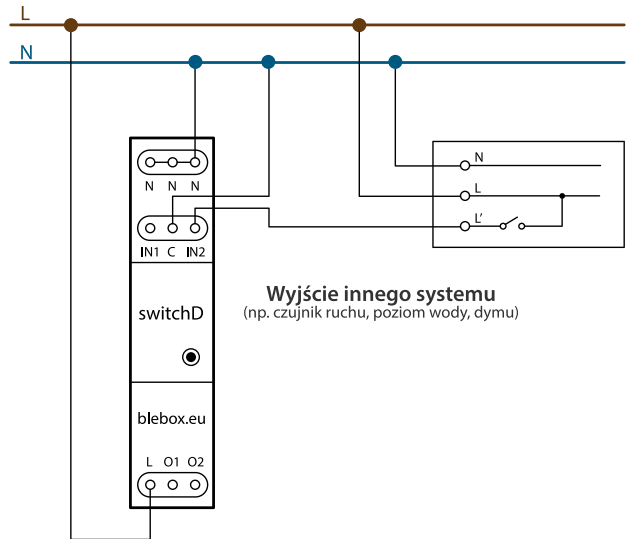 L
N
N N N
IN1 C IN2
switchD
blebox.eu
L O1 O2
N
L
L'
Wyjście innego systemu
(np. czujnik ruchu, poziom wody, dymu)